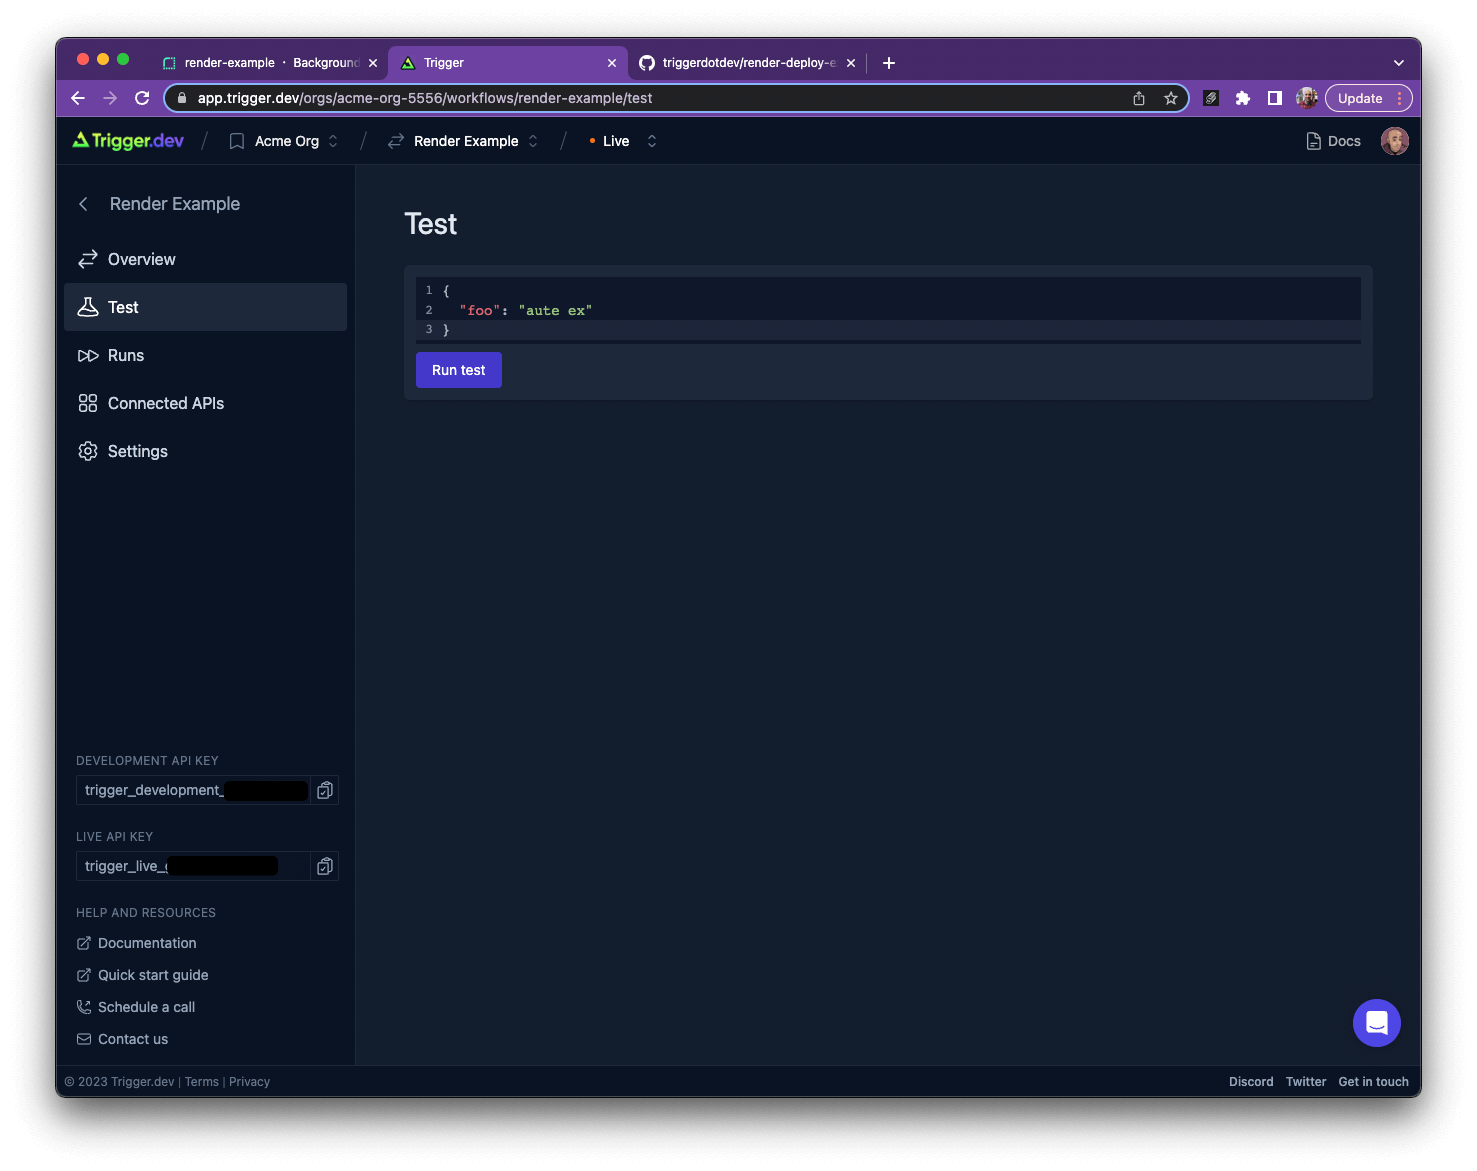 render-example · Background
Trigger
triggerdotdev/render-deploy-e
app.trigger.dev/orgs/acme-org-5556/workflows/render-example/test
Update
Trigger.dev / Acme Org / Render Example / Live
Docs
Render Example
Overview
Test
Runs
Connected APIs
Settings
Test
1 {
2 "foo": "aute ex"
3 }
Run test
DEVELOPMENT API KEY
trigger_development_
LIVE API KEY
trigger_live_
HELP AND RESOURCES
Documentation
Quick start guide
Schedule a call
Contact us
© 2023 Trigger.dev | Terms | Privacy
Discord Twitter Get in touch